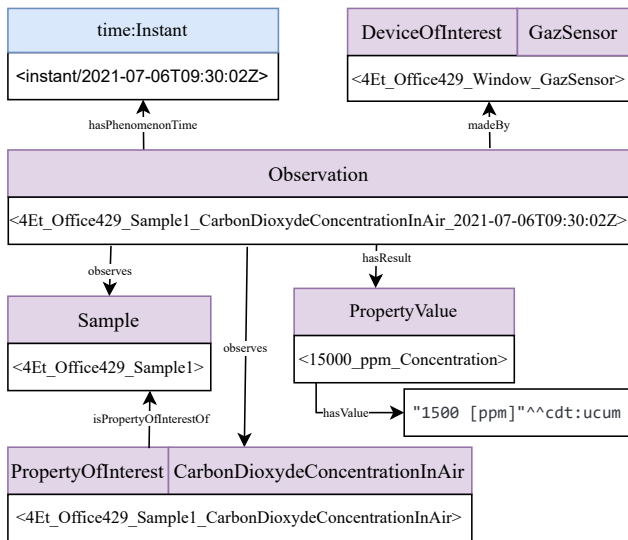 time:Instant
<instant/2021-07-06T09:30:02Z>
DeviceOfInterest GazSensor
<4Et_Office429_Window_GazSensor>
hasPhenomenonTime
madeBy
Observation
<4Et_Office429_Sample1_CarbonDioxydeConcentrationInAir_2021-07-06T09:30:02Z>
observes
hasResult
Sample
<4Et_Office429_Sample1>
observes
PropertyValue
<15000_ppm_Concentration>
isPropertyOfInterestOf
hasValue
"1500 [ppm]"^^cdt:ucum
PropertyOfInterest CarbonDioxydeConcentrationInAir
<4Et_Office429_Sample1_CarbonDioxydeConcentrationInAir>